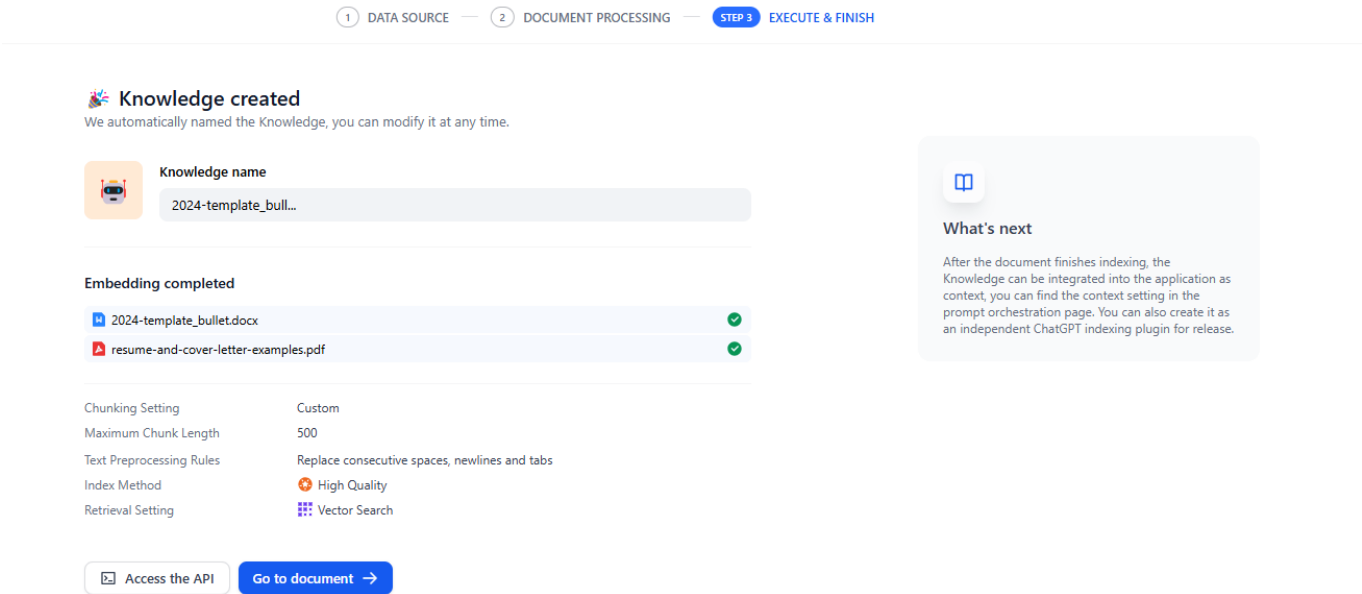 1 DATA SOURCE 2 DOCUMENT PROCESSING STEP 3 EXECUTE & FINISH
Knowledge created
We automatically named the Knowledge, you can modify it at any time.
Knowledge name
2024-template_bull...
Embedding completed
2024-template_bullet.docx
resume-and-cover-letter-examples.pdf
Chunking Setting Custom
Maximum Chunk Length 500
Text Preprocessing Rules Replace consecutive spaces, newlines and tabs
Index Method High Quality
Retrieval Setting Vector Search
Access the API Go to document
What's next
After the document finishes indexing, the
Knowledge can be integrated into the application as
context, you can find the context setting in the
prompt orchestration page. You can also create it as
an independent ChatGPT indexing plugin for release.